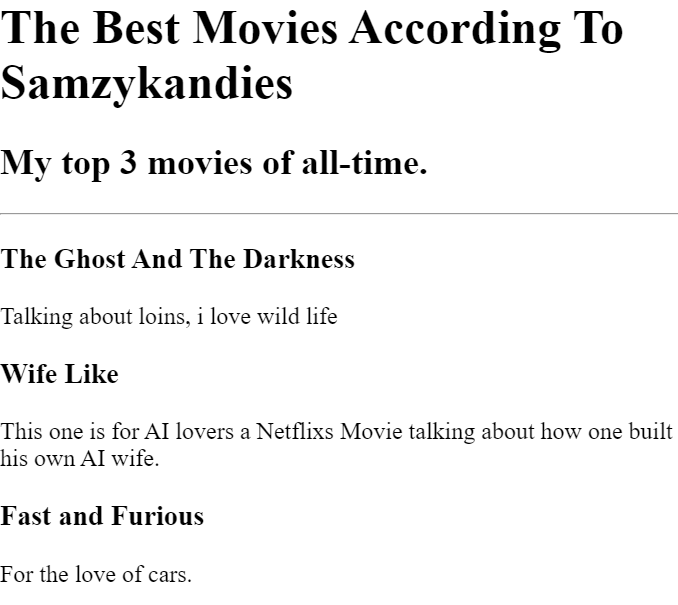 The Best Movies According To
Samzykandies
My top 3 movies of all-time.
The Ghost And The Darkness
Talking about loins, i love wild life
Wife Like
This one is for AI lovers a Netflixs Movie talking about how one built
his own AI wife.
Fast and Furious
For the love of cars.